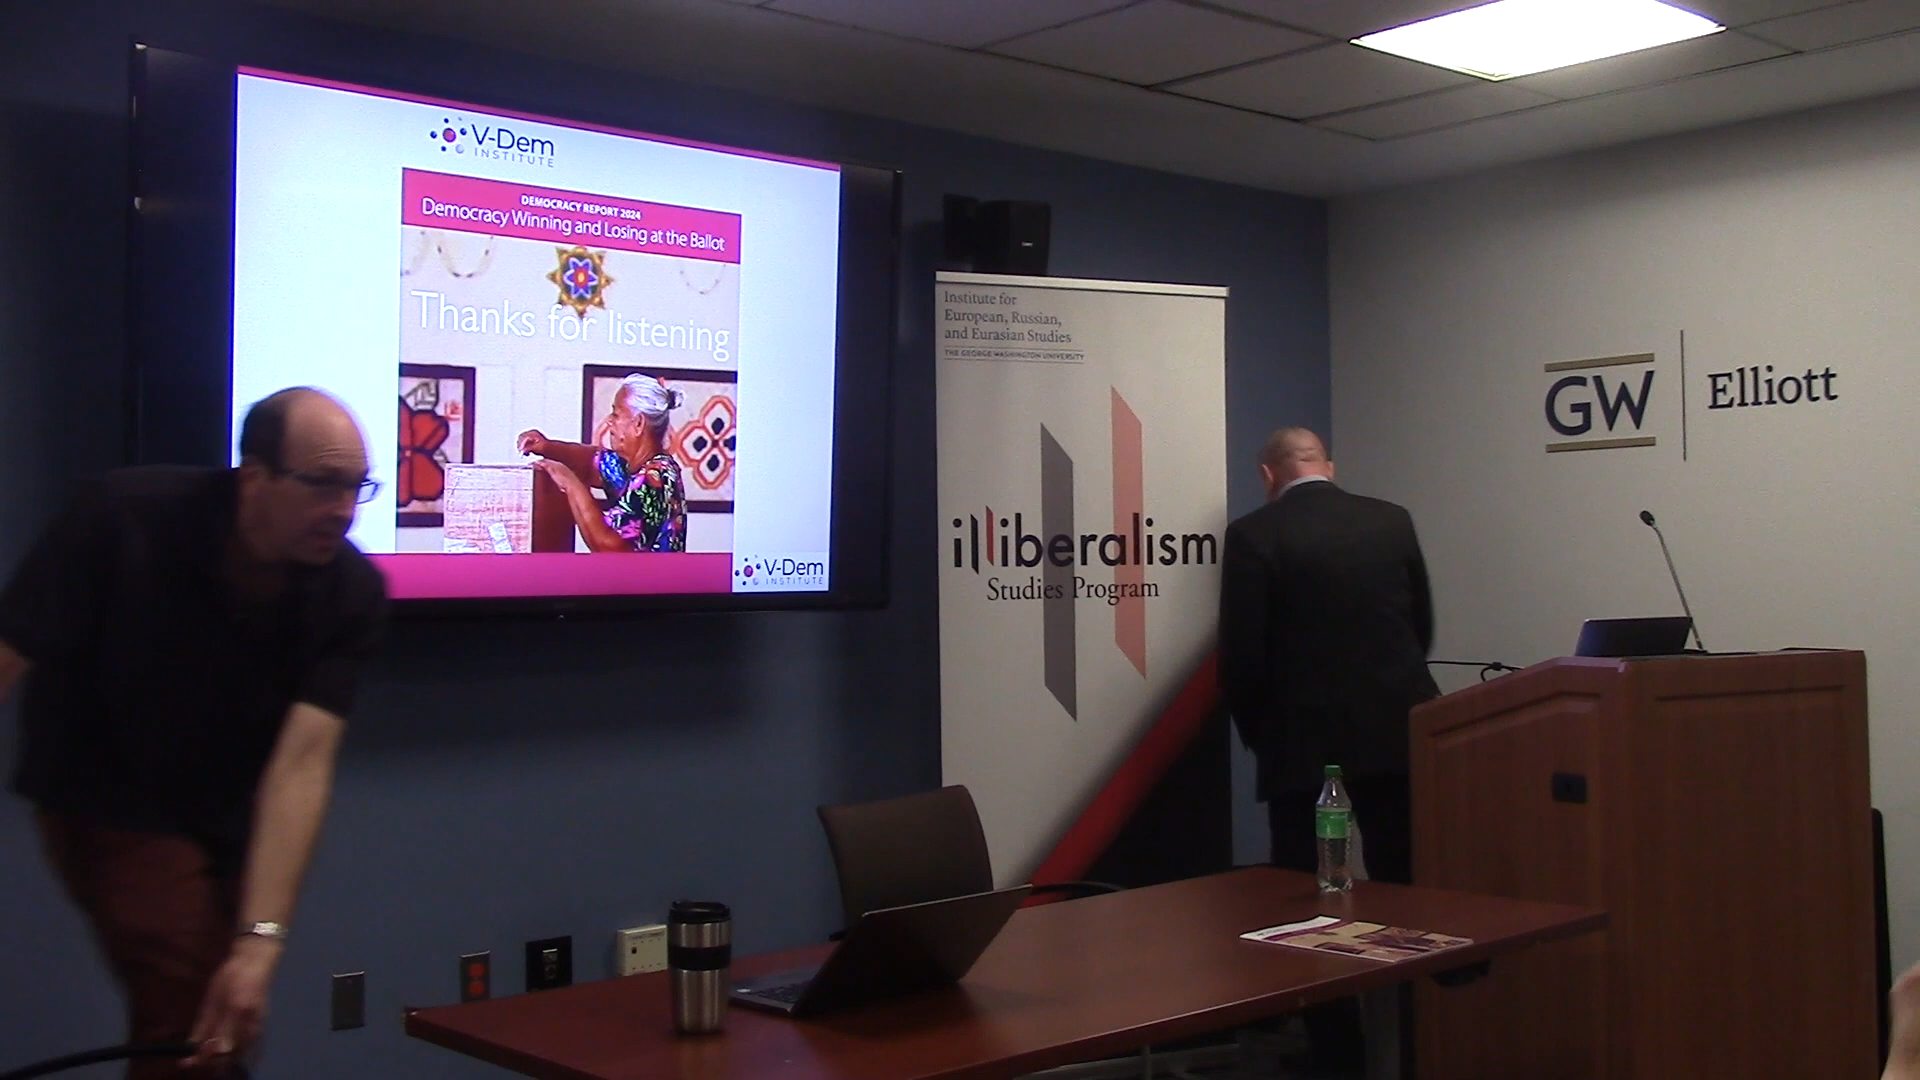 V-Dem
INSTITUTE
DEMOCRACY REPORT 2024
Democracy Winning and Losing at the Ballot
Thanks for listening
V-Dem
INSTITUTE
Institute for
European, Russian,
and Eurasian Studies
THE GEORGE WASHINGTON UNIVERSITY
illiberalism
Studies Program
GW
Elliott